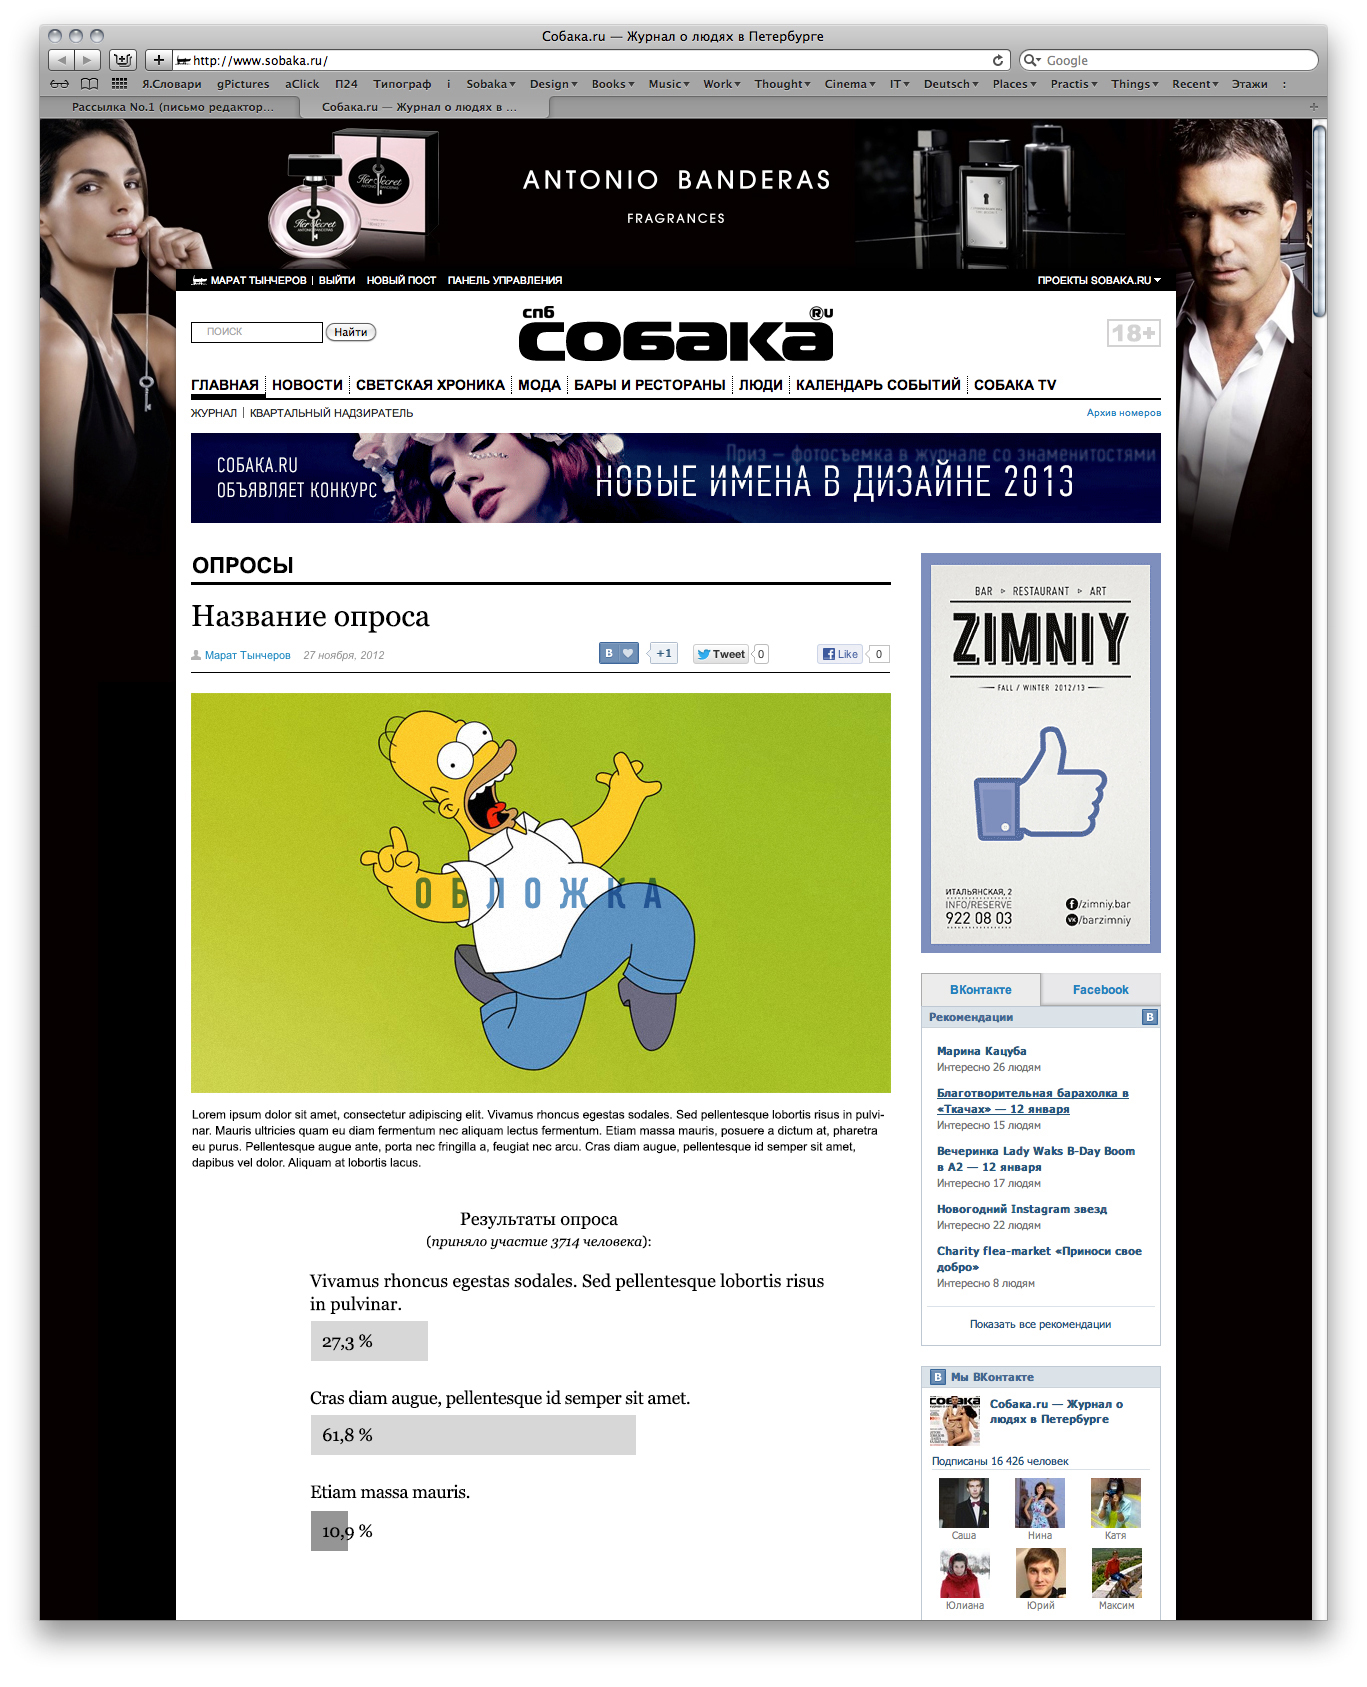 Собака.ru — Журнал о людях в Петербурге
http://www.sobaka.ru/
Google
Я.Словари gPictures aClick П24 Типограф i Sobaka Design Books Music Work Thought Cinema IT Deutsch Places Practis Things Recent Этажи :
Рассылка No.1 (письмо редактор...
Собака.ru — Журнал о людях в ...
Her Secret
ANTONIO BANDERAS
Her Secret
ANTONIO BANDERAS
ANTONIO BANDERAS
FRAGRANCES
МАРАТ ТЫНЧЕРОВ | ВЫЙТИ НОВЫЙ ПОСТ ПАНЕЛЬ УПРАВЛЕНИЯ
ПРОЕКТЫ SOBAKA.RU
ПОИСК
Найти
спб
®u
собака
18+
ГЛАВНАЯ НОВОСТИ СВЕТСКАЯ ХРОНИКА МОДА БАРЫ И РЕСТОРАНЫ ЛЮДИ КАЛЕНДАРЬ СОБЫТИЙ СОБАКА TV
ЖУРНАЛ | КВАРТАЛЬНЫЙ НАДЗИРАТЕЛЬ
Архив номеров
СОБАКА.RU
ОБЪЯВЛЯЕТ КОНКУРС
Приз – фотосъемка в журнале со знаменитостями
НОВЫЕ ИМЕНА В ДИЗАЙНЕ 2013
ОПРОСЫ
Название опроса
Марат Тынчеров 27 ноября, 2012
B +1 Tweet 0 Like 0
ОБЛОЖКА
Lorem ipsum dolor sit amet, consectetur adipiscing elit. Vivamus rhoncus egestas sodales. Sed pellentesque lobortis risus in pulvi-
nar. Mauris ultricies quam eu diam fermentum nec aliquam lectus fermentum. Etiam massa mauris, posuere a dictum at, pharetra
eu purus. Pellentesque augue ante, porta nec fringilla a, feugiat nec arcu. Cras diam augue, pellentesque id semper sit amet,
dapibus vel dolor. Aliquam at lobortis lacus.
Результаты опроса
(приняло участие 3714 человека):
Vivamus rhoncus egestas sodales. Sed pellentesque lobortis risus
in pulvinar.
27,3 %
Cras diam augue, pellentesque id semper sit amet.
61,8 %
Etiam massa mauris.
10,9 %
BAR ▹ RESTAURANT ▹ ART
ZIMNIY
FALL / WINTER 2012/13
ИТАЛЬЯНСКАЯ, 2
INFO/RESERVE
922 08 03
/zimniy.bar
/barzimniy
ВКонтакте
Facebook
Рекомендации
B
Марина Кацуба
Интересно 26 людям
Благотворительная барахолка в
«Ткачах» — 12 января
Интересно 15 людям
Вечеринка Lady Waks B-Day Boom
в А2 — 12 января
Интересно 17 людям
Новогодний Instagram звезд
Интересно 22 людям
Charity flea-market «Приноси свое
добро»
Интересно 8 людям
Показать все рекомендации
B Мы ВКонтакте
собака
Собака.ru — Журнал о
людях в Петербурге
Подписаны 16 426 человек
Саша Нина Катя
Юлиана Юрий Максим